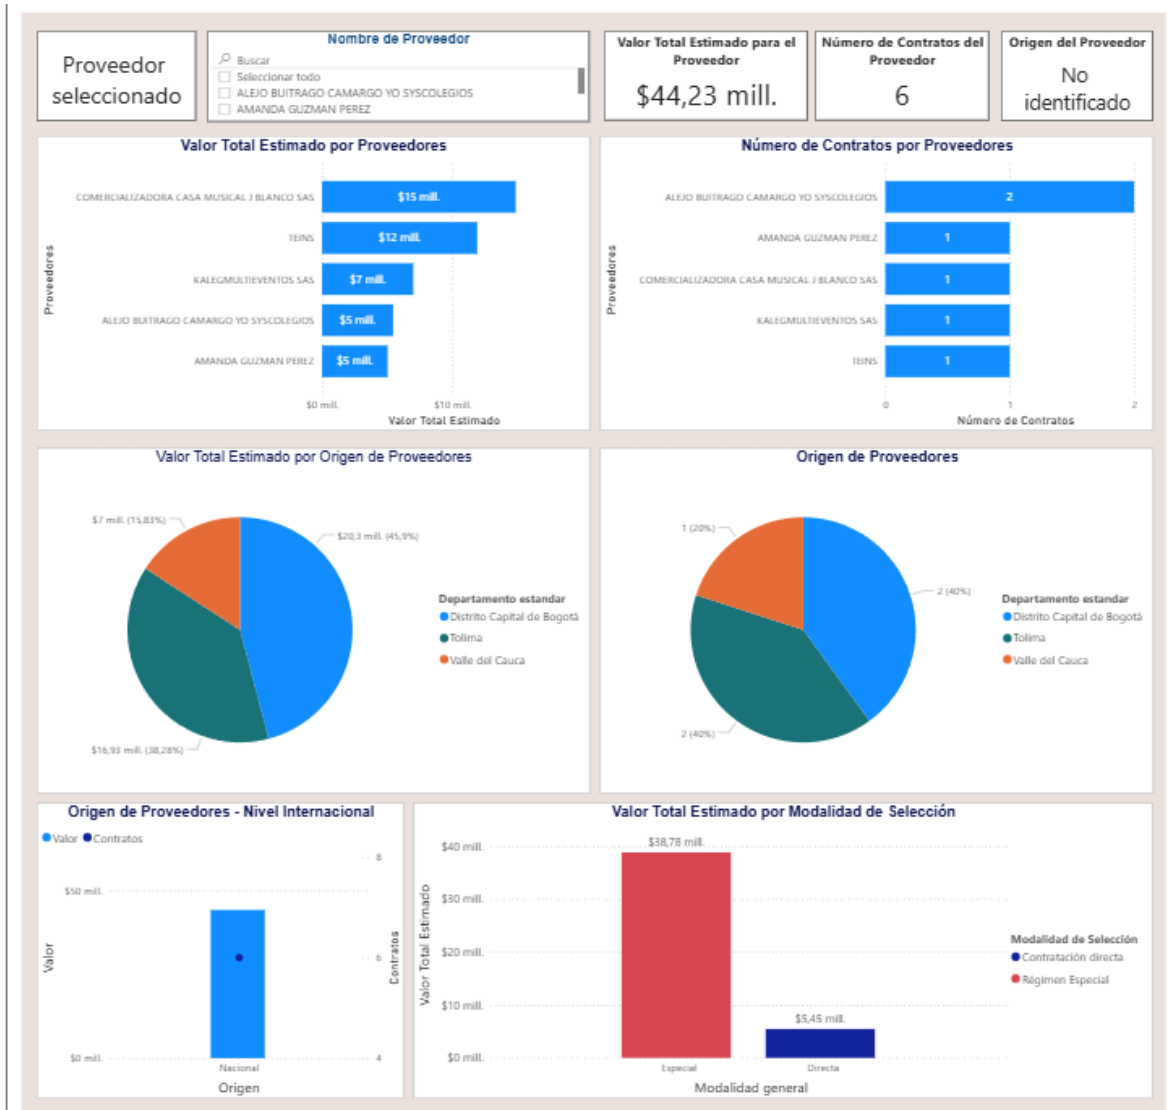 Proveedor
seleccionado
Nombre de Proveedor
Buscar
Seleccionar todo
ALEJO BUITRAGO CAMARGO YO SYSCOLEGIOS
AMANDA GUZMAN PEREZ
Valor Total Estimado para el
Proveedor
$44,23 mill.
Número de Contratos del
Proveedor
6
Origen del Proveedor
No
identificado
Valor Total Estimado por Proveedores
Proveedores
COMERCIALIZADORA CASA MUSICAL J BLANCO SAS
$15 mill.
TEINS
$12 mill.
KALEGMULTIEVENTOS SAS
$7 mill.
ALEJO BUITRAGO CAMARGO YO SYSCOLEGIOS
$5 mill.
AMANDA GUZMAN PEREZ
$5 mill.
$0 mill.
$10 mill.
Valor Total Estimado
Número de Contratos por Proveedores
Proveedores
ALEJO BUITRAGO CAMARGO YO SYSCOLEGIOS
2
AMANDA GUZMAN PEREZ
1
COMERCIALIZADORA CASA MUSICAL J BLANCO SAS
1
KALEGMULTIEVENTOS SAS
1
TEINS
1
0
1
2
Número de Contratos
Valor Total Estimado por Origen de Proveedores
$7 mill. (15,83%)
$20,3 mill. (45,9%)
$16,93 mill. (38,28%)
Departamento estandar
Distrito Capital de Bogotá
Tolima
Valle del Cauca
Origen de Proveedores
1 (20%)
2 (40%)
2 (40%)
Departamento estandar
Distrito Capital de Bogotá
Tolima
Valle del Cauca
Origen de Proveedores - Nivel Internacional
Valor
Contratos
8
$50 mill.
Valor
6
Contratos
$0 mill.
4
Nacional
Origen
Valor Total Estimado por Modalidad de Selección
Valor Total Estimado
$40 mill.
$30 mill.
$20 mill.
$10 mill.
$0 mill.
$38,78 mill.
$5,45 mill.
Especial
Directa
Modalidad general
Modalidad de Selección
Contratación directa
Régimen Especial